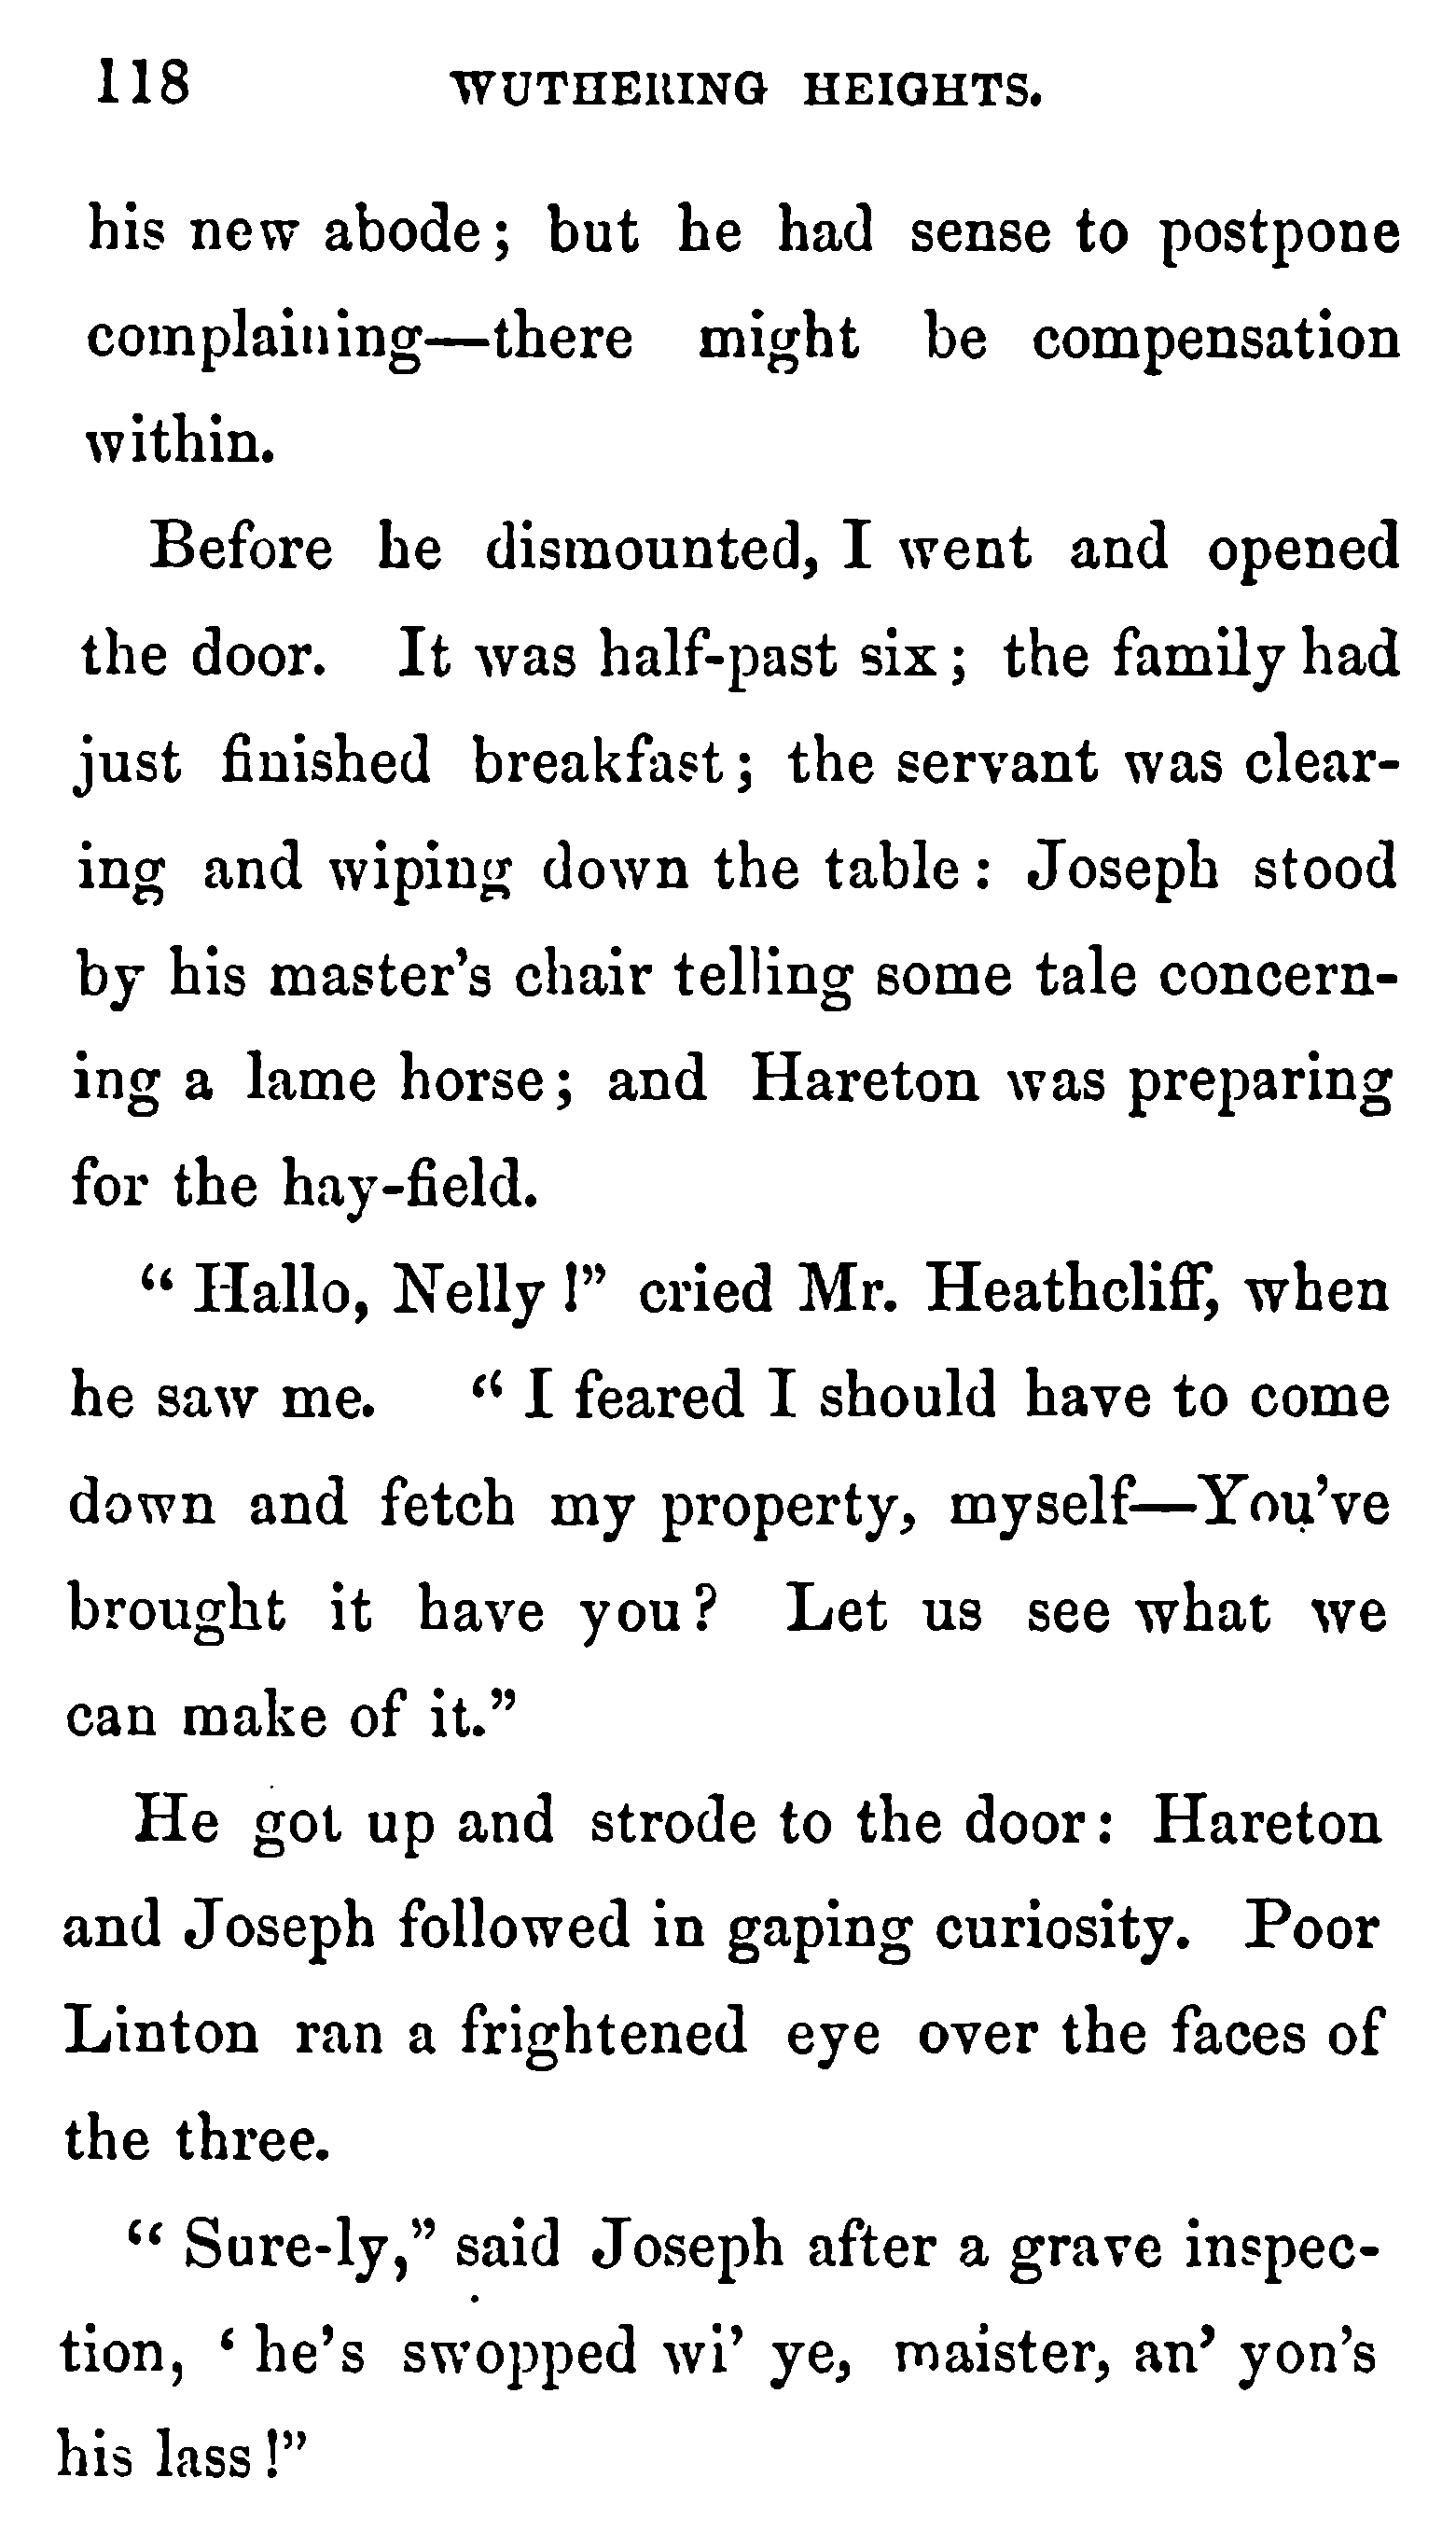 118 WUTHERING HEIGHTS.
his new abode; but he had sense to postpone
complaining—there might be compensation
within.
Before he dismounted, I went and opened
the door. It was half-past six; the family had
just finished breakfast; the servant was clear-
ing and wiping down the table: Joseph stood
by his master's chair telling some tale concern-
ing a lame horse; and Hareton was preparing
for the hay-field.
“Hallo, Nelly!” cried Mr. Heathcliff, when
he saw me. “I feared I should have to come
down and fetch my property, myself—You've
brought it have you? Let us see what we
can make of it.”
He got up and strode to the door: Hareton
and Joseph followed in gaping curiosity. Poor
Linton ran a frightened eye over the faces of
the three.
“Sure-ly,” said Joseph after a grave inspec-
tion, ‘he's swopped wi' ye, maister, an' yon's
his lass!”